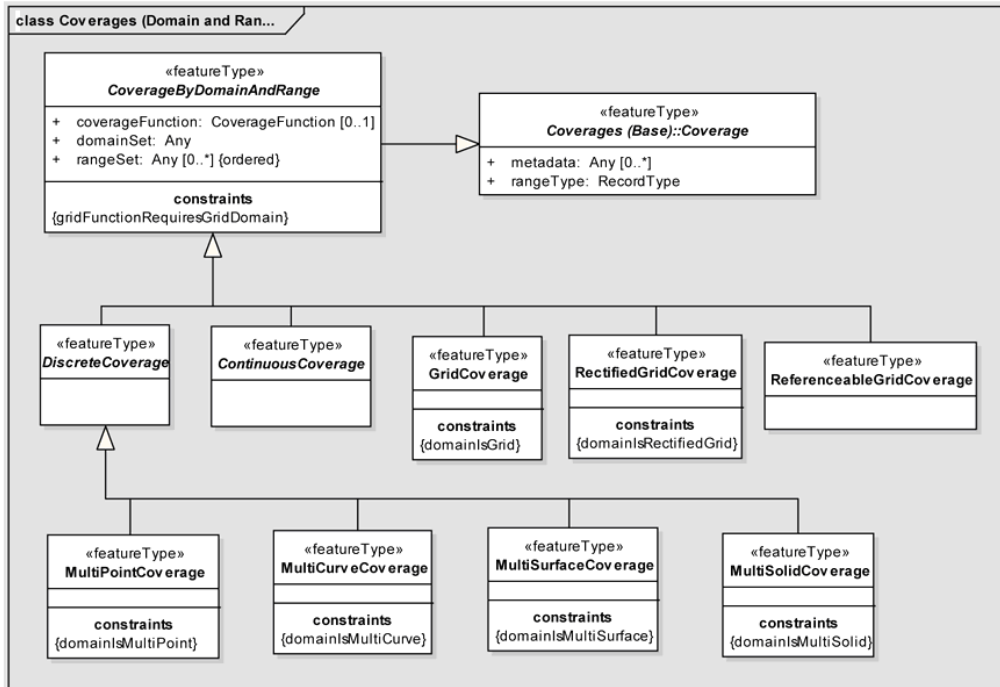 class Coverages (Domain and Ran...
«featureType»
CoverageByDomainAndRange
+ coverageFunction: CoverageFunction [0..1]
+ domainSet: Any
+ rangeSet: Any [0..*] {ordered}
constraints
{gridFunctionRequiresGridDomain}
«featureType»
Coverages (Base)::Coverage
+ metadata: Any [0..*]
+ rangeType: RecordType
«featureType»
DiscreteCoverage
«featureType»
ContinuousCoverage
«featureType»
GridCoverage
constraints
{domainIsGrid}
«featureType»
RectifiedGridCoverage
constraints
{domainIsRectifiedGrid}
«featureType»
ReferenceableGridCoverage
«featureType»
MultiPointCoverage
constraints
{domainIsMultiPoint}
«featureType»
MultiCurveCoverage
constraints
{domainIsMultiCurve}
«featureType»
MultiSurfaceCoverage
constraints
{domainIsMultiSurface}
«featureType»
MultiSolidCoverage
constraints
{domainIsMultiSolid}